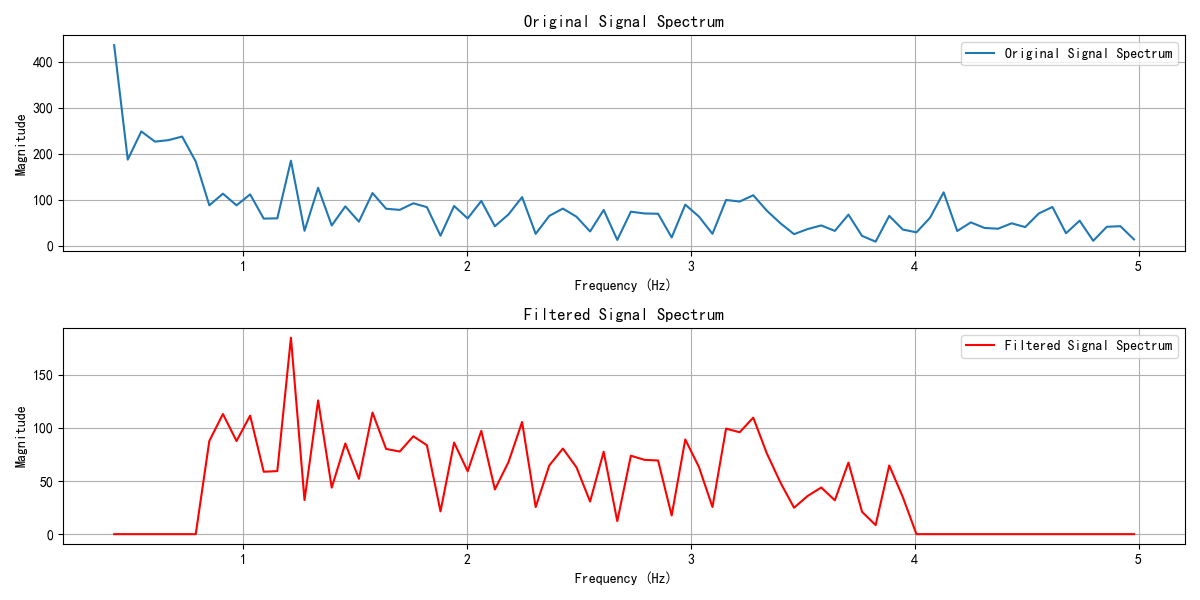 Original Signal Spectrum
Original Signal Spectrum
Magnitude
400
300
200
100
0
1
2
3
4
5
Frequency (Hz)
Filtered Signal Spectrum
Filtered Signal Spectrum
Magnitude
150
100
50
0
1
2
3
4
5
Frequency (Hz)